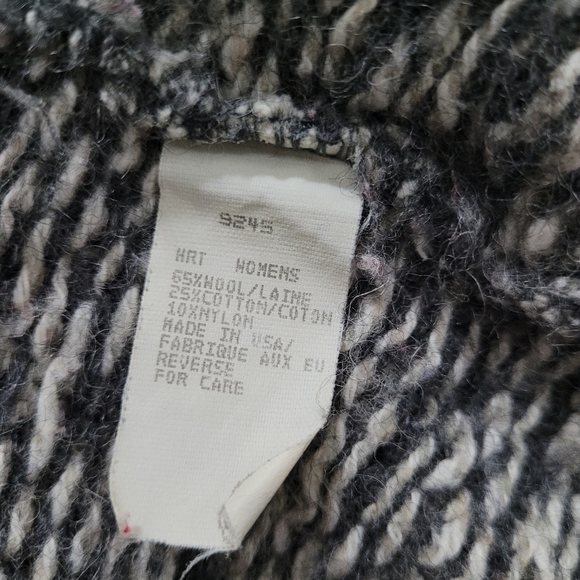 9245
HRT WOMENS
65%WOOL/LAINE
25%COTTON/COTON
10%NYLON
MADE IN USA/
FABRIQUE AUX EU
REVERSE
FOR CARE